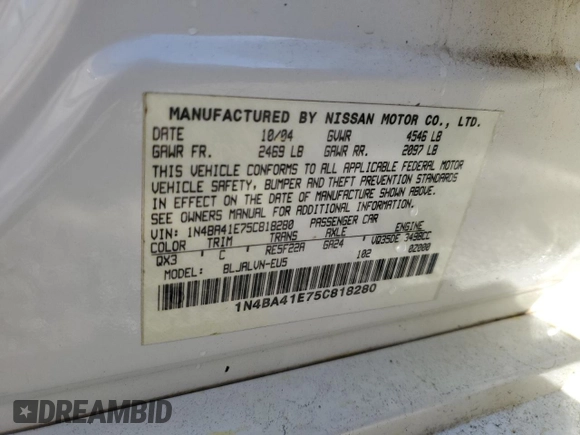 MANUFACTURED BY NISSAN MOTOR CO., LTD.
DATE 10/04 GVWR 4546 LB
GAWR FR. 2469 LB GAWR RR. 2097 LB
THIS VEHICLE CONFORMS TO ALL APPLICABLE FEDERAL MOTOR
VEHICLE SAFETY, BUMPER AND THEFT PREVENTION STANDARDS
IN EFFECT ON THE DATE OF MANUFACTURE SHOWN ABOVE.
SEE OWNERS MANUAL FOR ADDITIONAL INFORMATION.
VIN: 1N4BA41E75C818280 PASSENGER CAR
COLOR TRIM TRANS AXLE ENGINE
QX3 C RE5F22A GA24 VQ35DE 3498CC
MODEL: BLJALVN-EU5 102 02000
1N4BA41E75C818280
DREAMBID